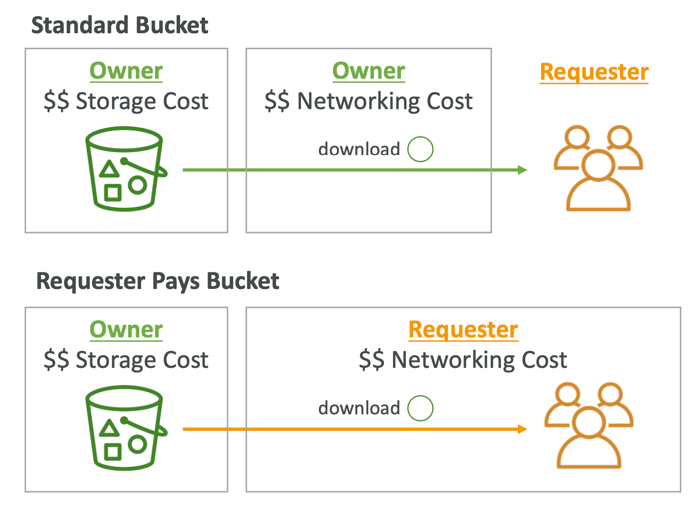 Standard Bucket
Owner
$$ Storage Cost
Owner
$$ Networking Cost
download
Requester
Requester Pays Bucket
Owner
$$ Storage Cost
Requester
$$ Networking Cost
download